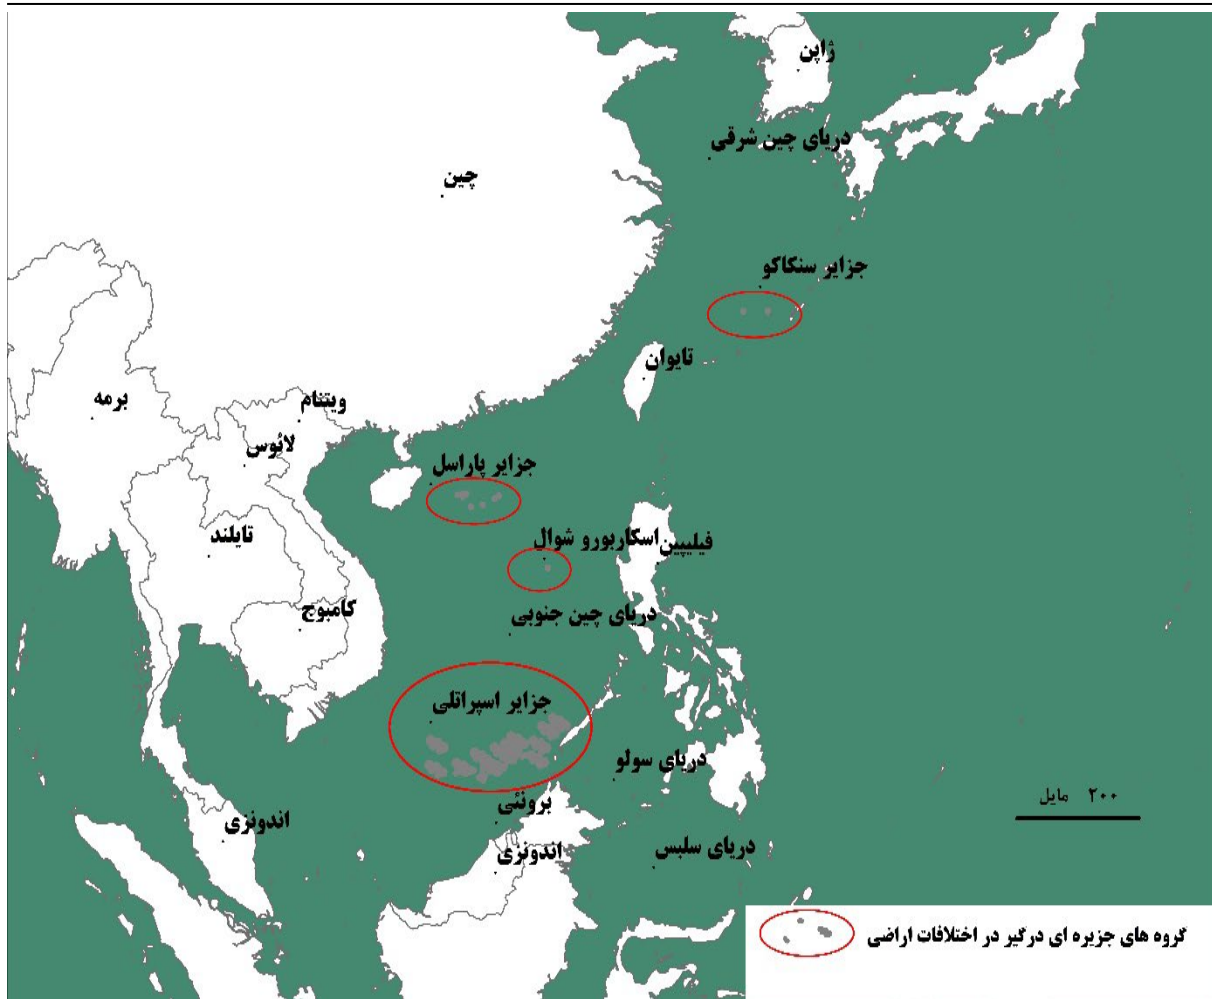 ژاپن
دریای چین شرقی
چین
جزایر سنکاکو
تایوان
برمه
ویتنام
لائوس
جزایر پاراسل
تایلند
اسکاربورو شوال
فیلیپین
کامبوج
دریای چین جنوبی
جزایر اسپراتلی
دریای سولو
برونئی
۲۰۰ مایل
اندونزی
اندونزی
دریای سلبس
گروه های جزیره ای درگیر در اختلافات اراضی